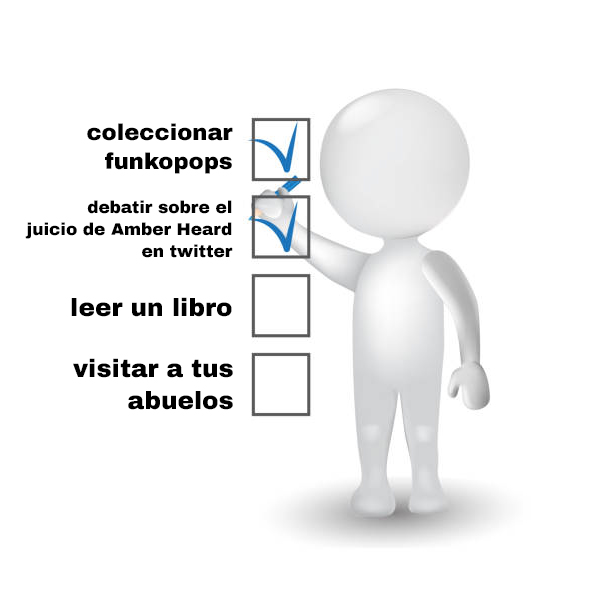 coleccionar
funkopops
debatir sobre el
juicio de Amber Heard
en twitter
leer un libro
visitar a tus
abuelos